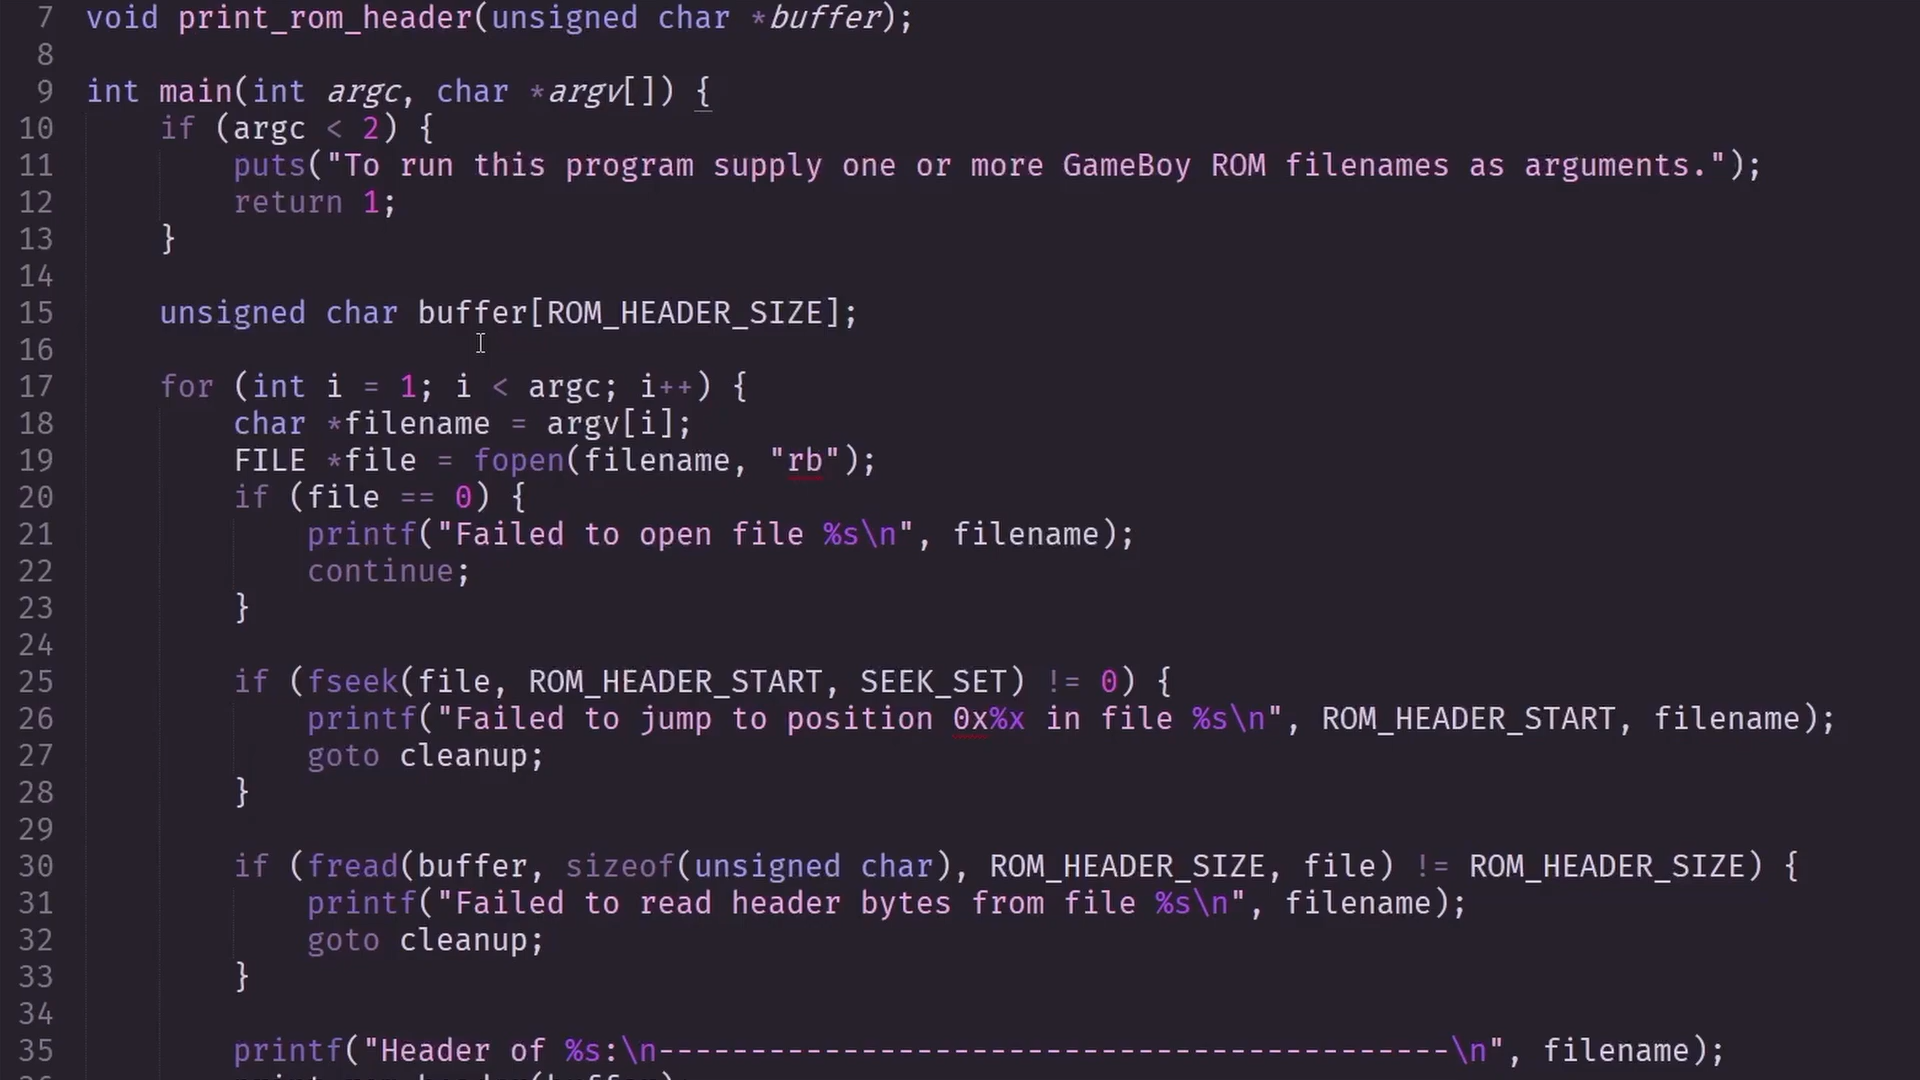 7 void print_rom_header(unsigned char *buffer);
8
9 int main(int argc, char *argv[]) {
10 if (argc < 2) {
11 puts("To run this program supply one or more GameBoy ROM filenames as arguments.");
12 return 1;
13 }
14
15 unsigned char buffer[ROM_HEADER_SIZE];
16
17 for (int i = 1; i < argc; i++) {
18 char *filename = argv[i];
19 FILE *file = fopen(filename, "rb");
20 if (file == 0) {
21 printf("Failed to open file %s\n", filename);
22 continue;
23 }
24
25 if (fseek(file, ROM_HEADER_START, SEEK_SET) != 0) {
26 printf("Failed to jump to position 0x%x in file %s\n", ROM_HEADER_START, filename);
27 goto cleanup;
28 }
29
30 if (fread(buffer, sizeof(unsigned char), ROM_HEADER_SIZE, file) != ROM_HEADER_SIZE) {
31 printf("Failed to read header bytes from file %s\n", filename);
32 goto cleanup;
33 }
34
35 printf("Header of %s:\n-------------------------------------------\n", filename);